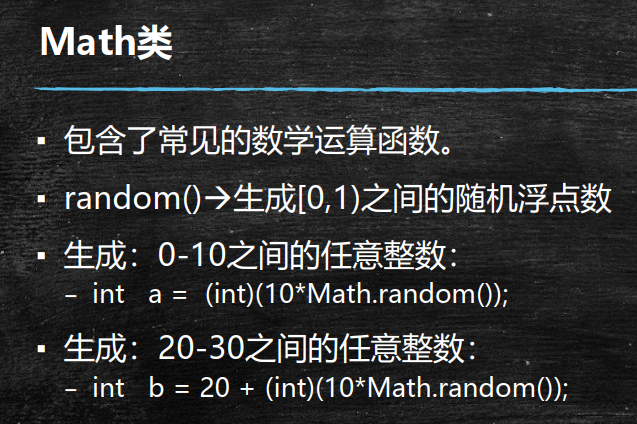 Math类
▪ 包含了常见的数学运算函数。
▪ random()→生成[0,1)之间的随机浮点数
▪ 生成：0-10之间的任意整数：
– int a = (int)(10*Math.random());
▪ 生成：20-30之间的任意整数：
– int b = 20 + (int)(10*Math.random());